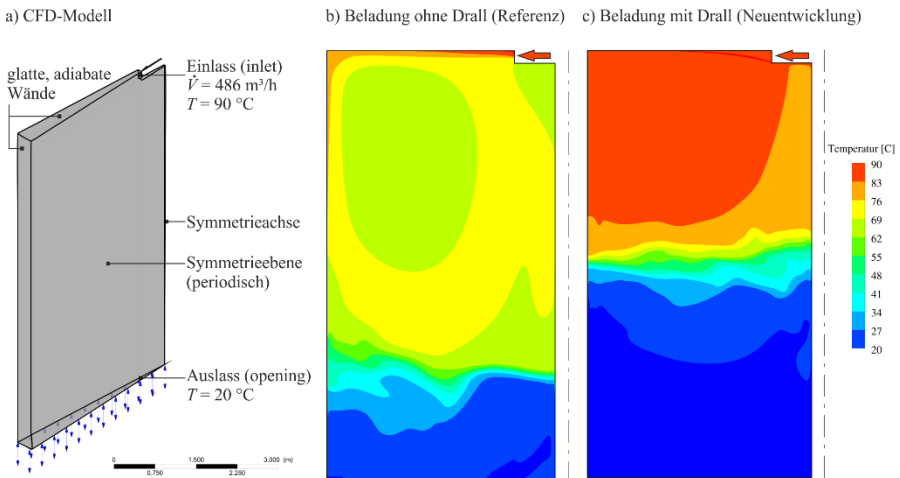 a) CFD-Modell
b) Beladung ohne Drall (Referenz)
c) Beladung mit Drall (Neuentwicklung)
glatte, adiabate
Wände
Einlass (inlet)
V̇ = 486 m³/h
T = 90 °C
Symmetrieachse
Symmetrieebene
(periodisch)
Auslass (opening)
T = 20 °C
0
1.500
3.000 (m)
0.750
2.250
Temperatur [C]
90
83
76
69
62
55
48
41
34
27
20